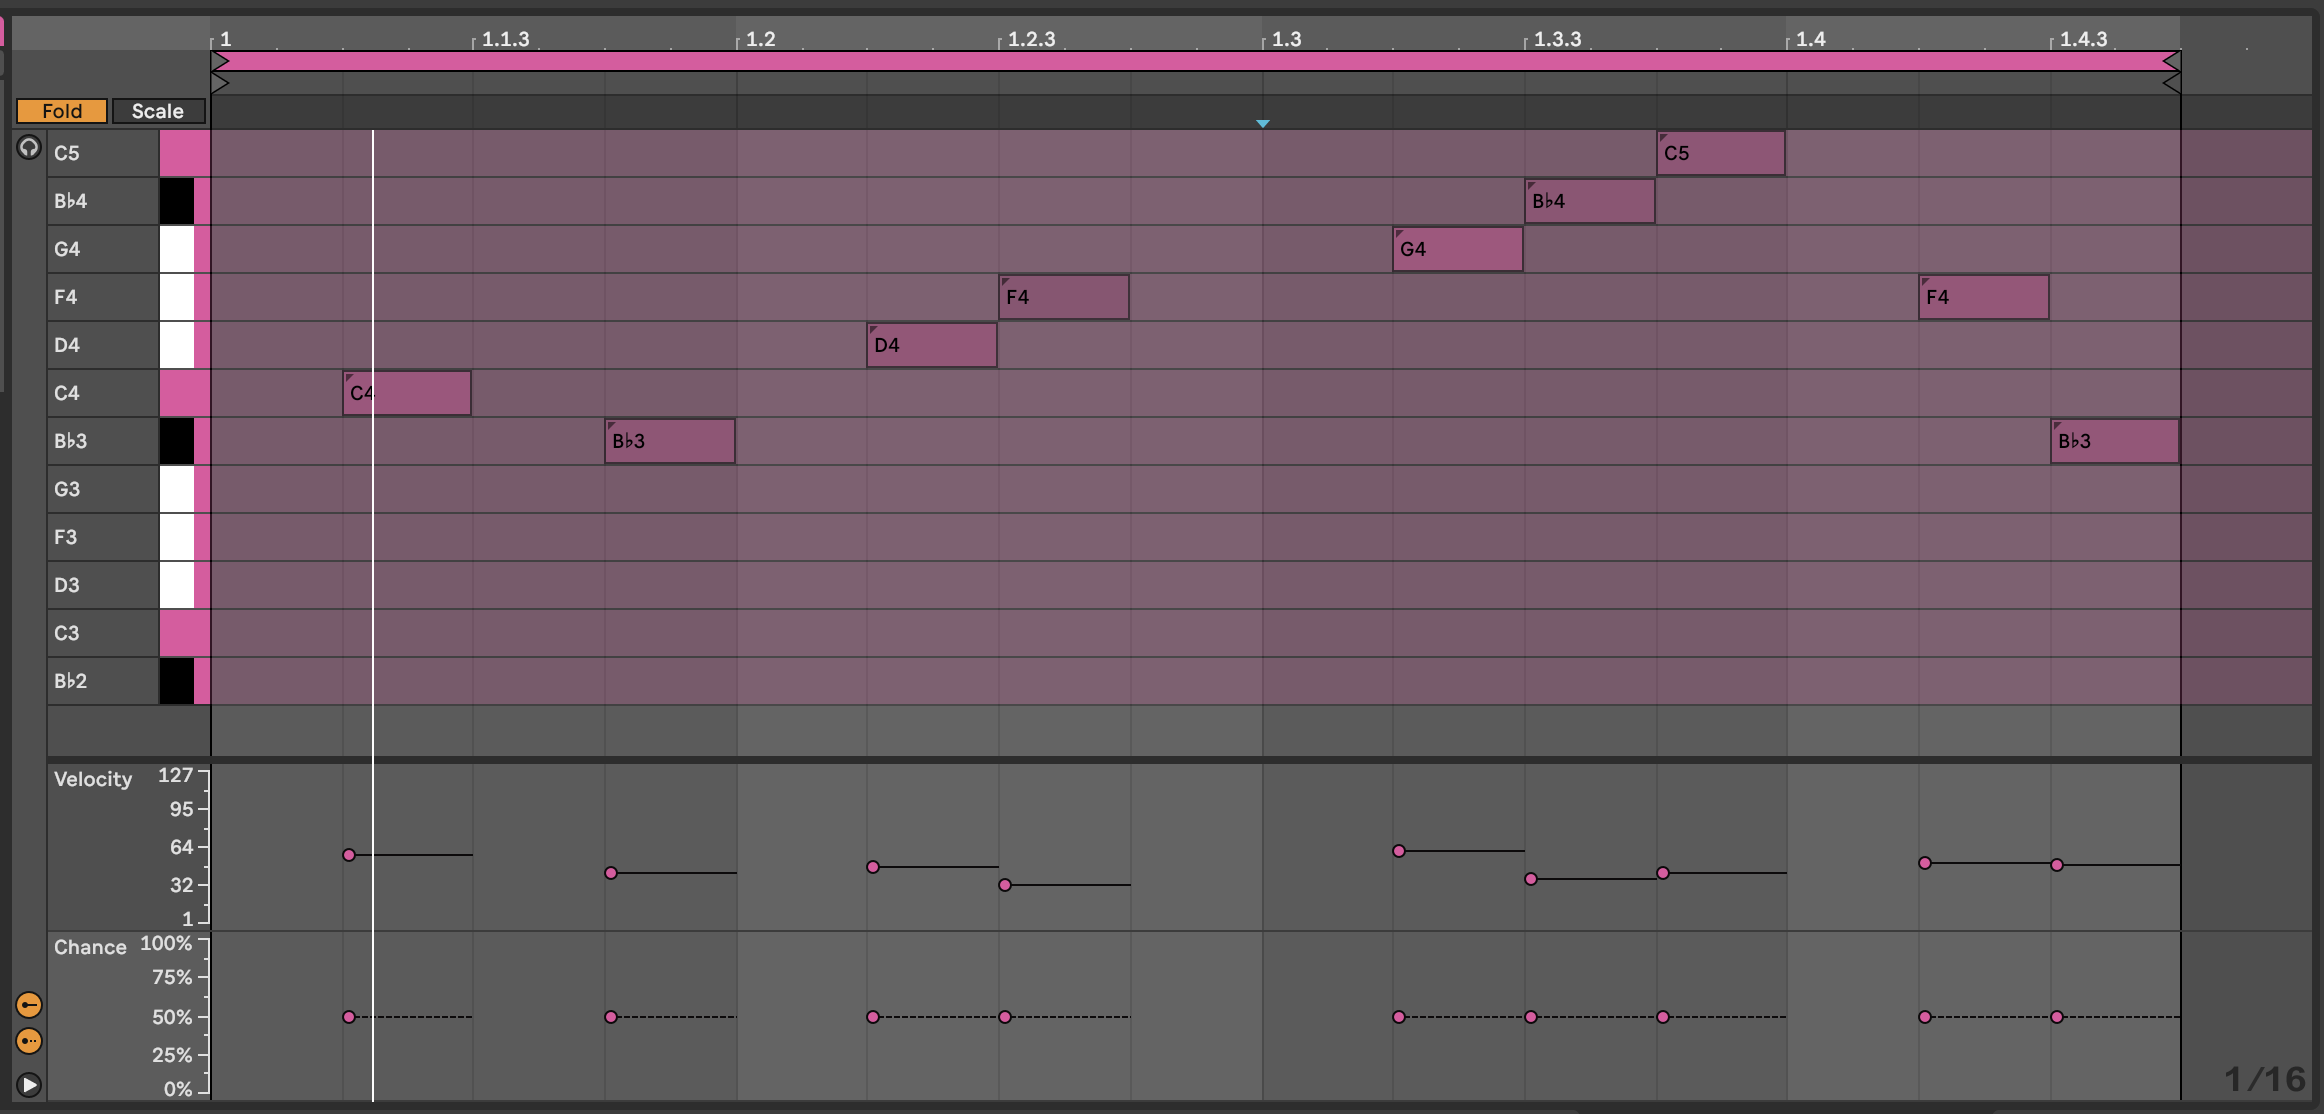 1 1.1.3 1.2 1.2.3 1.3 1.3.3 1.4 1.4.3
Fold Scale
C5 C5
B♭4 B♭4
G4 G4
F4 F4 F4
D4 D4
C4 C4
B♭3 B♭3 B♭3
G3
F3
D3
C3
B♭2
Velocity 127
95
64
32
1
Chance 100%
75%
50%
25%
0%
1/16